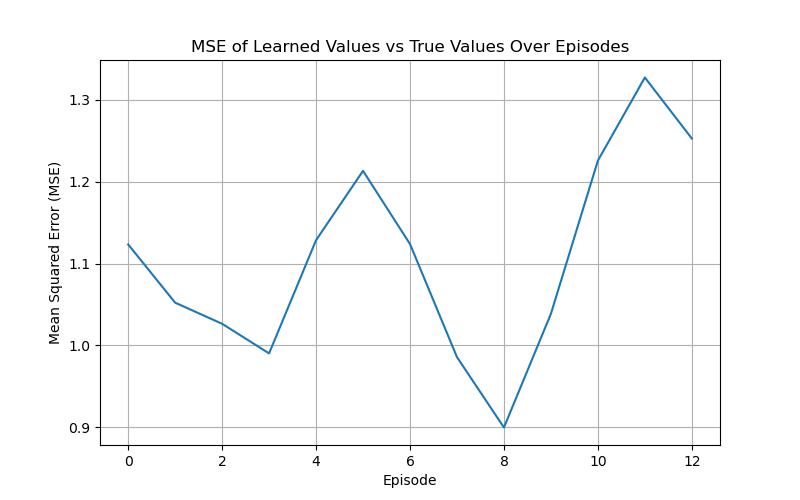 MSE of Learned Values vs True Values Over Episodes
Mean Squared Error (MSE)
1.3
1.2
1.1
1.0
0.9
0 2 4 6 8 10 12
Episode